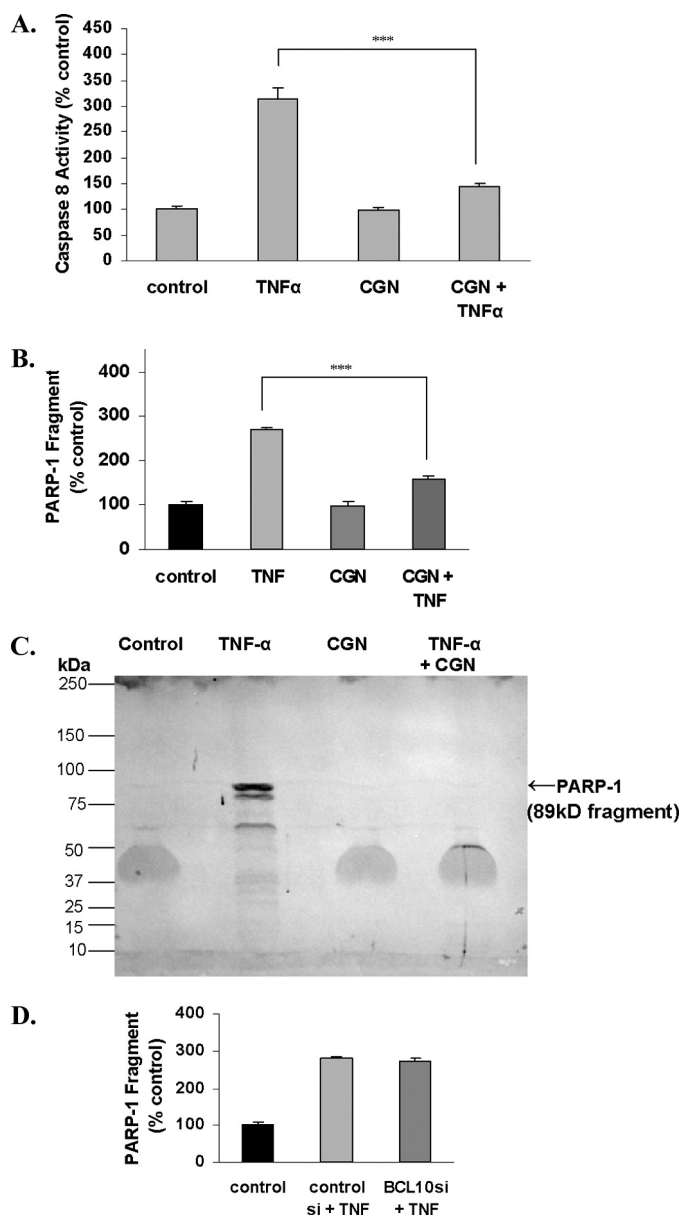 A.
Caspase 8 Activity (% control)
450
400
350
300
250
200
150
100
50
0
***
control TNFα CGN CGN +
TNFα
B.
PARP-1 Fragment
(% control)
400
300
200
100
0
***
control TNF CGN CGN +
TNF
C.
Control TNF-α CGN TNF-α
+ CGN
kDa
250
150
100
75
50
37
25
15
10
←PARP-1
(89kD fragment)
D.
PARP-1 Fragment
(% control)
400
300
200
100
0
control control BCL10si
si + TNF + TNF